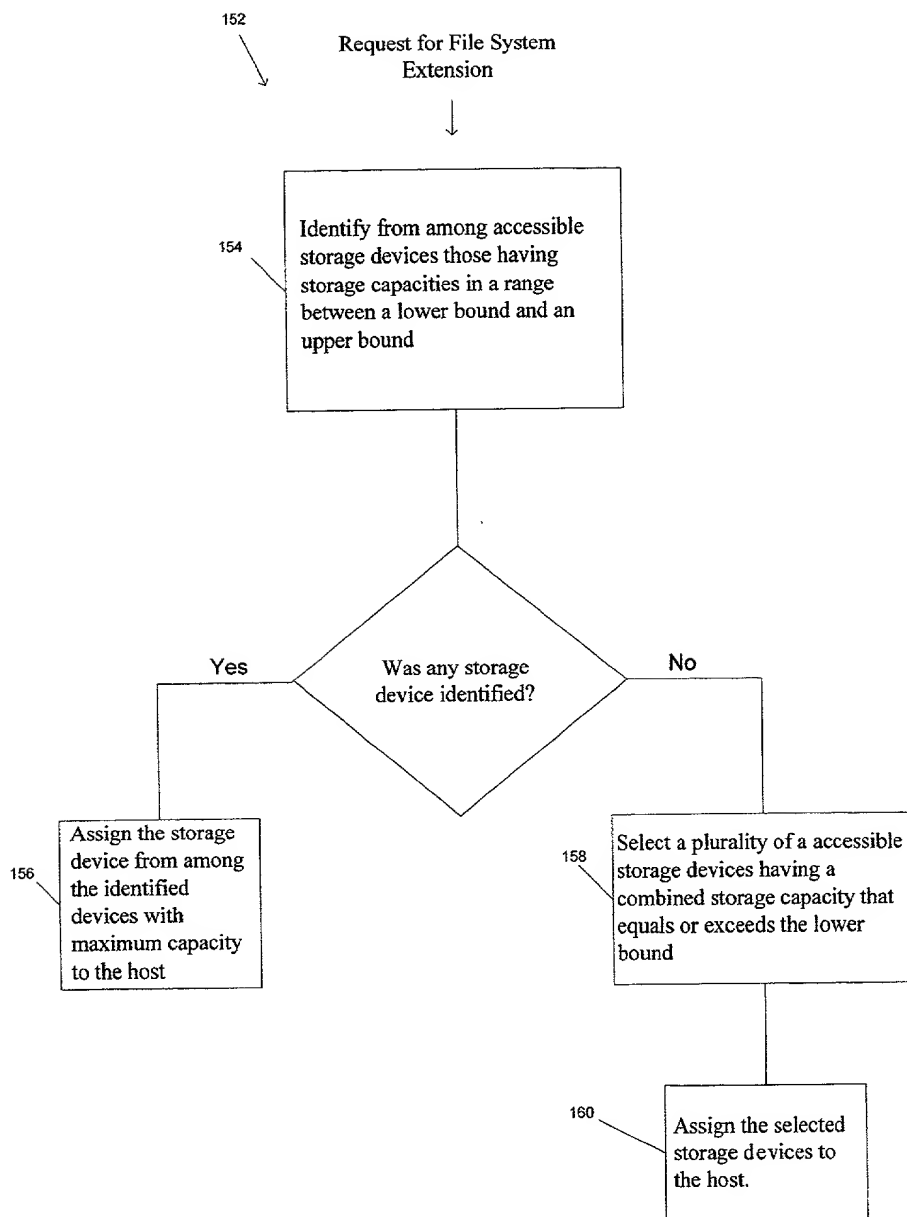 152
Request for File System
Extension
154
Identify from among accessible
storage devices those having
storage capacities in a range
between a lower bound and an
upper bound
Was any storage
device identified?
Yes
No
156
Assign the storage
device from among
the identified
devices with
maximum capacity
to the host
158
Select a plurality of a accessible
storage devices having a
combined storage capacity that
equals or exceeds the lower
bound
160
Assign the selected
storage devices to
the host.